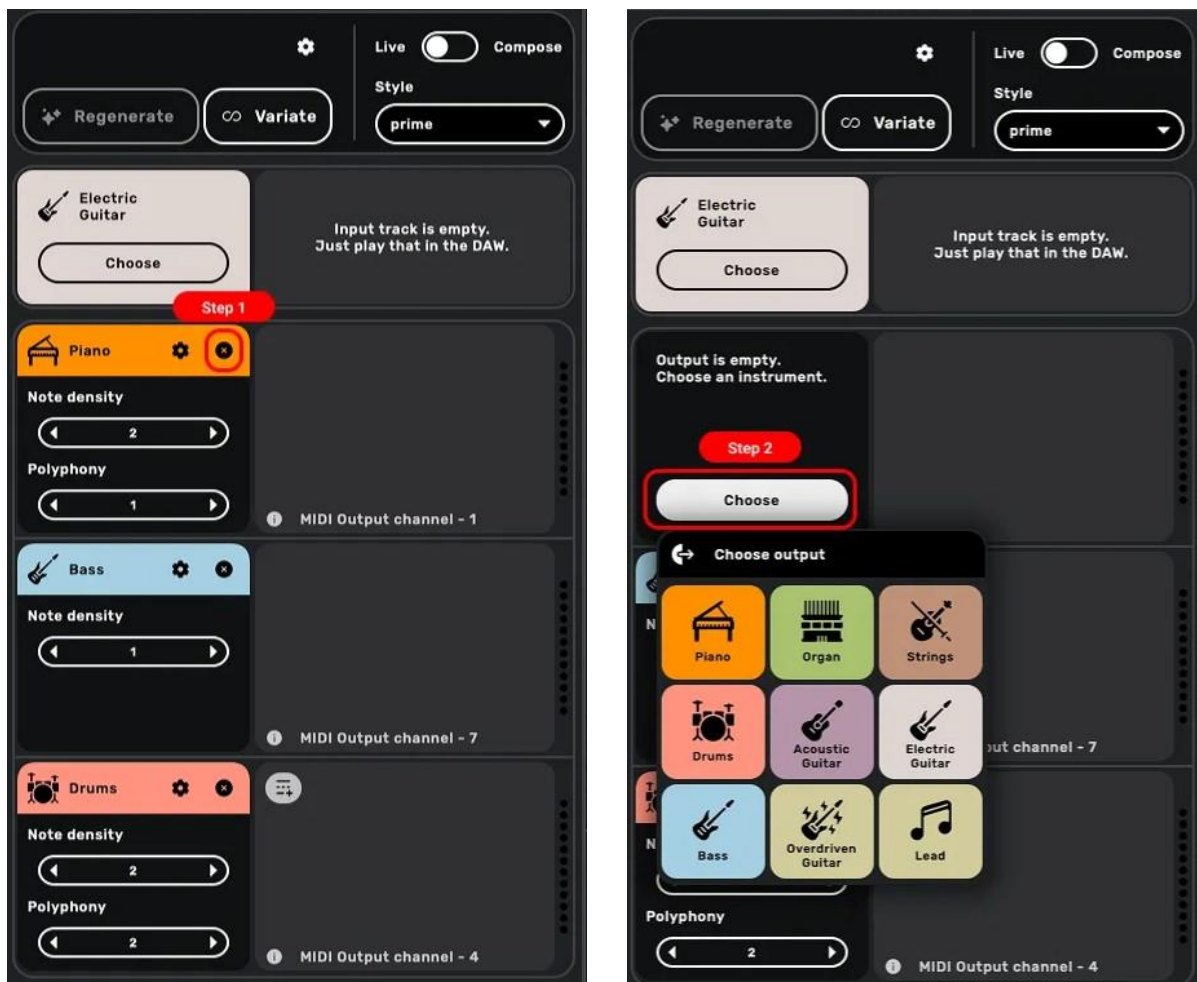 Live Compose
Style
Regenerate
Variate
prime
Electric
Guitar
Choose
Input track is empty.
Just play that in the DAW.
Step 1
Piano
Note density
2
Polyphony
1
MIDI Output channel - 1
Bass
Note density
1
MIDI Output channel - 7
Drums
Note density
2
Polyphony
2
MIDI Output channel - 4
Live Compose
Style
Regenerate
Variate
prime
Electric
Guitar
Choose
Input track is empty.
Just play that in the DAW.
Output is empty.
Choose an instrument.
Step 2
Choose
Choose output
N
Piano
Organ
Strings
Drums
Acoustic
Guitar
Electric
Guitar
out channel - 7
N
Bass
Overdriven
Guitar
Lead
Polyphony
2
MIDI Output channel - 4